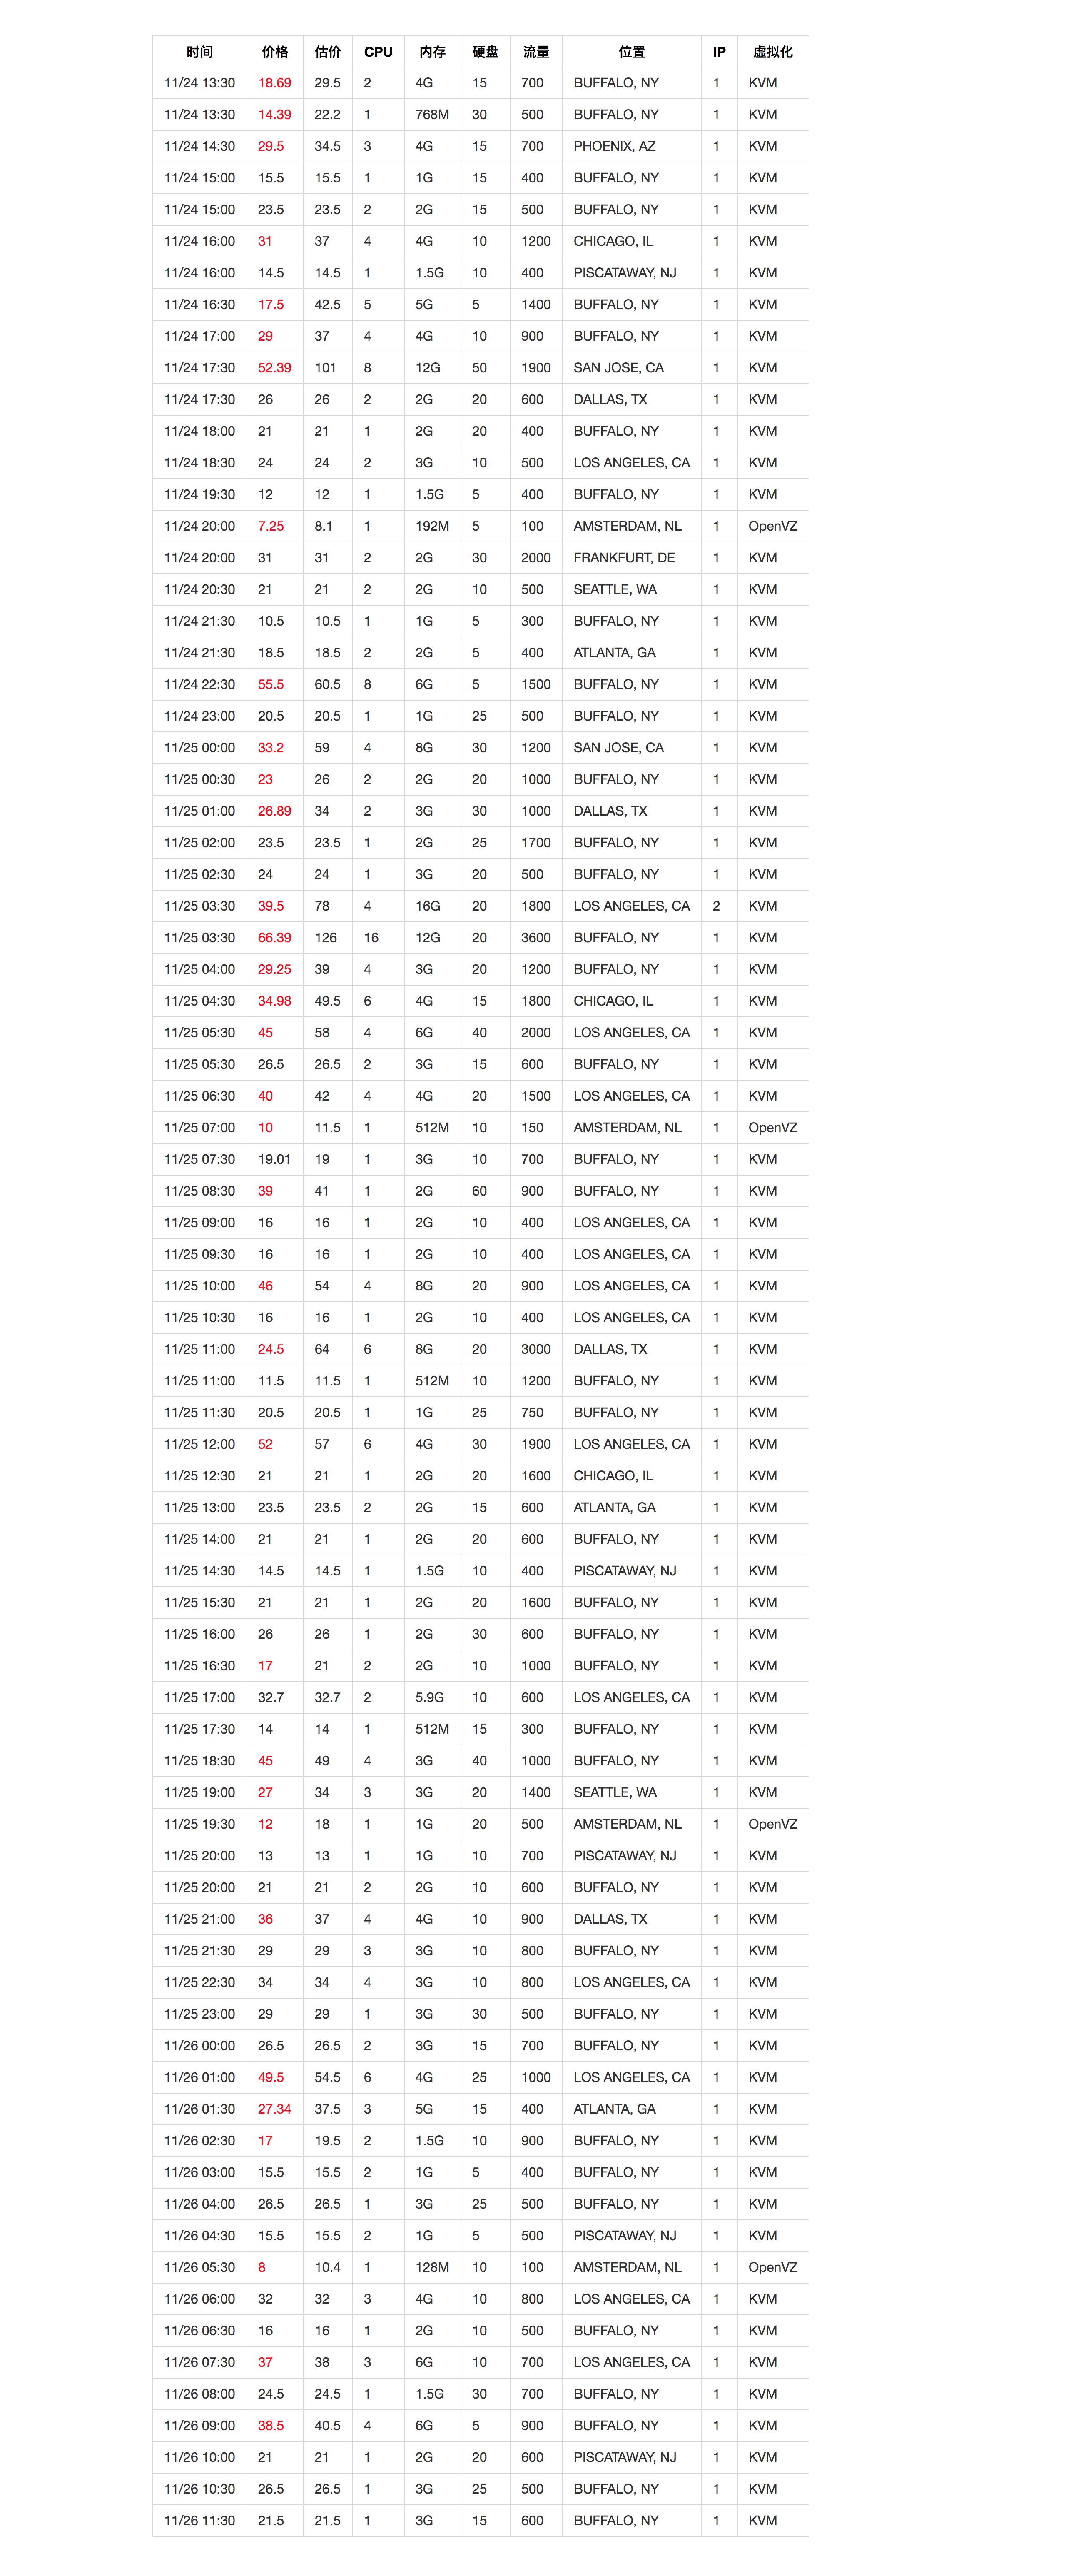 时间 价格 估价 CPU 内存 硬盘 流量 位置 IP 虚拟化
11/24 13:30 18.69 29.5 2 4G 15 700 BUFFALO, NY 1 KVM
11/24 13:30 14.39 22.2 1 768M 30 500 BUFFALO, NY 1 KVM
11/24 14:30 29.5 34.5 3 4G 15 700 PHOENIX, AZ 1 KVM
11/24 15:00 15.5 15.5 1 1G 15 400 BUFFALO, NY 1 KVM
11/24 15:00 23.5 23.5 2 2G 15 500 BUFFALO, NY 1 KVM
11/24 16:00 31 37 4 4G 10 1200 CHICAGO, IL 1 KVM
11/24 16:00 14.5 14.5 1 1.5G 10 400 PISCATAWAY, NJ 1 KVM
11/24 16:30 17.5 42.5 5 5G 5 1400 BUFFALO, NY 1 KVM
11/24 17:00 29 37 4 4G 10 900 BUFFALO, NY 1 KVM
11/24 17:30 52.39 101 8 12G 50 1900 SAN JOSE, CA 1 KVM
11/24 17:30 26 26 2 2G 20 600 DALLAS, TX 1 KVM
11/24 18:00 21 21 1 2G 20 400 BUFFALO, NY 1 KVM
11/24 18:30 24 24 2 3G 10 500 LOS ANGELES, CA 1 KVM
11/24 19:30 12 12 1 1.5G 5 400 BUFFALO, NY 1 KVM
11/24 20:00 7.25 8.1 1 192M 5 100 AMSTERDAM, NL 1 OpenVZ
11/24 20:00 31 31 2 2G 30 2000 FRANKFURT, DE 1 KVM
11/24 20:30 21 21 2 2G 10 500 SEATTLE, WA 1 KVM
11/24 21:30 10.5 10.5 1 1G 5 300 BUFFALO, NY 1 KVM
11/24 21:30 18.5 18.5 2 2G 5 400 ATLANTA, GA 1 KVM
11/24 22:30 55.5 60.5 8 6G 5 1500 BUFFALO, NY 1 KVM
11/24 23:00 20.5 20.5 1 1G 25 500 BUFFALO, NY 1 KVM
11/25 00:00 33.2 59 4 8G 30 1200 SAN JOSE, CA 1 KVM
11/25 00:30 23 26 2 2G 20 1000 BUFFALO, NY 1 KVM
11/25 01:00 26.89 34 2 3G 30 1000 DALLAS, TX 1 KVM
11/25 02:00 23.5 23.5 1 2G 25 1700 BUFFALO, NY 1 KVM
11/25 02:30 24 24 1 3G 20 500 BUFFALO, NY 1 KVM
11/25 03:30 39.5 78 4 16G 20 1800 LOS ANGELES, CA 2 KVM
11/25 03:30 66.39 126 16 12G 20 3600 BUFFALO, NY 1 KVM
11/25 04:00 29.25 39 4 3G 20 1200 BUFFALO, NY 1 KVM
11/25 04:30 34.98 49.5 6 4G 15 1800 CHICAGO, IL 1 KVM
11/25 05:30 45 58 4 6G 40 2000 LOS ANGELES, CA 1 KVM
11/25 05:30 26.5 26.5 2 3G 15 600 BUFFALO, NY 1 KVM
11/25 06:30 40 42 4 4G 20 1500 LOS ANGELES, CA 1 KVM
11/25 07:00 10 11.5 1 512M 10 150 AMSTERDAM, NL 1 OpenVZ
11/25 07:30 19.01 19 1 3G 10 700 BUFFALO, NY 1 KVM
11/25 08:30 39 41 1 2G 60 900 BUFFALO, NY 1 KVM
11/25 09:00 16 16 1 2G 10 400 LOS ANGELES, CA 1 KVM
11/25 09:30 16 16 1 2G 10 400 LOS ANGELES, CA 1 KVM
11/25 10:00 46 54 4 8G 20 900 LOS ANGELES, CA 1 KVM
11/25 10:30 16 16 1 2G 10 400 LOS ANGELES, CA 1 KVM
11/25 11:00 24.5 64 6 8G 20 3000 DALLAS, TX 1 KVM
11/25 11:00 11.5 11.5 1 512M 10 1200 BUFFALO, NY 1 KVM
11/25 11:30 20.5 20.5 1 1G 25 750 BUFFALO, NY 1 KVM
11/25 12:00 52 57 6 4G 30 1900 LOS ANGELES, CA 1 KVM
11/25 12:30 21 21 1 2G 20 1600 CHICAGO, IL 1 KVM
11/25 13:00 23.5 23.5 2 2G 15 600 ATLANTA, GA 1 KVM
11/25 14:00 21 21 1 2G 20 600 BUFFALO, NY 1 KVM
11/25 14:30 14.5 14.5 1 1.5G 10 400 PISCATAWAY, NJ 1 KVM
11/25 15:30 21 21 1 2G 20 1600 BUFFALO, NY 1 KVM
11/25 16:00 26 26 1 2G 30 600 BUFFALO, NY 1 KVM
11/25 16:30 17 21 2 2G 10 1000 BUFFALO, NY 1 KVM
11/25 17:00 32.7 32.7 2 5.9G 10 600 LOS ANGELES, CA 1 KVM
11/25 17:30 14 14 1 512M 15 300 BUFFALO, NY 1 KVM
11/25 18:30 45 49 4 3G 40 1000 BUFFALO, NY 1 KVM
11/25 19:00 27 34 3 3G 20 1400 SEATTLE, WA 1 KVM
11/25 19:30 12 18 1 1G 20 500 AMSTERDAM, NL 1 OpenVZ
11/25 20:00 13 13 1 1G 10 700 PISCATAWAY, NJ 1 KVM
11/25 20:00 21 21 2 2G 10 600 BUFFALO, NY 1 KVM
11/25 21:00 36 37 4 4G 10 900 DALLAS, TX 1 KVM
11/25 21:30 29 29 3 3G 10 800 BUFFALO, NY 1 KVM
11/25 22:30 34 34 4 3G 10 800 LOS ANGELES, CA 1 KVM
11/25 23:00 29 29 1 3G 30 500 BUFFALO, NY 1 KVM
11/26 00:00 26.5 26.5 2 3G 15 700 BUFFALO, NY 1 KVM
11/26 01:00 49.5 54.5 6 4G 25 1000 LOS ANGELES, CA 1 KVM
11/26 01:30 27.34 37.5 3 5G 15 400 ATLANTA, GA 1 KVM
11/26 02:30 17 19.5 2 1.5G 10 900 BUFFALO, NY 1 KVM
11/26 03:00 15.5 15.5 2 1G 5 400 BUFFALO, NY 1 KVM
11/26 04:00 26.5 26.5 1 3G 25 500 BUFFALO, NY 1 KVM
11/26 04:30 15.5 15.5 2 1G 5 500 PISCATAWAY, NJ 1 KVM
11/26 05:30 8 10.4 1 128M 10 100 AMSTERDAM, NL 1 OpenVZ
11/26 06:00 32 32 3 4G 10 800 LOS ANGELES, CA 1 KVM
11/26 06:30 16 16 1 2G 10 500 BUFFALO, NY 1 KVM
11/26 07:30 37 38 3 6G 10 700 LOS ANGELES, CA 1 KVM
11/26 08:00 24.5 24.5 1 1.5G 30 700 BUFFALO, NY 1 KVM
11/26 09:00 38.5 40.5 4 6G 5 900 BUFFALO, NY 1 KVM
11/26 10:00 21 21 1 2G 20 600 PISCATAWAY, NJ 1 KVM
11/26 10:30 26.5 26.5 1 3G 25 500 BUFFALO, NY 1 KVM
11/26 11:30 21.5 21.5 1 3G 15 600 BUFFALO, NY 1 KVM